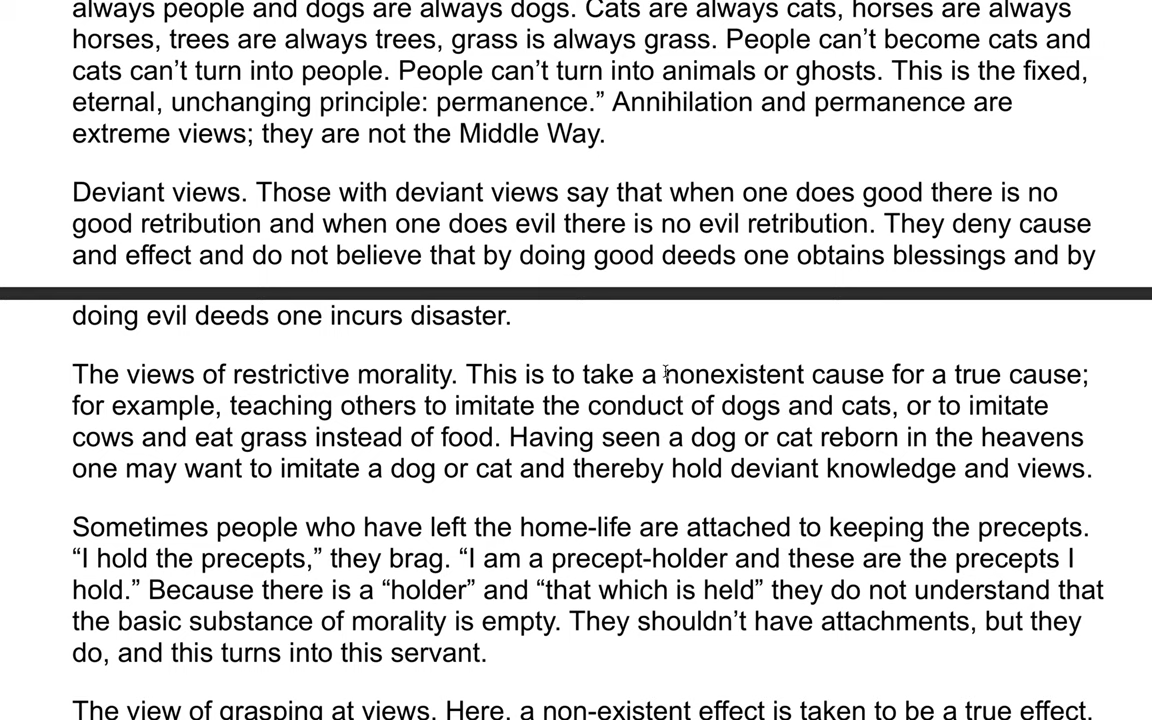 always people and dogs are always dogs. Cats are always cats, horses are always
horses, trees are always trees, grass is always grass. People can’t become cats and
cats can’t turn into people. People can’t turn into animals or ghosts. This is the fixed,
eternal, unchanging principle: permanence.” Annihilation and permanence are
extreme views; they are not the Middle Way.
Deviant views. Those with deviant views say that when one does good there is no
good retribution and when one does evil there is no evil retribution. They deny cause
and effect and do not believe that by doing good deeds one obtains blessings and by
doing evil deeds one incurs disaster.
The views of restrictive morality. This is to take a nonexistent cause for a true cause;
for example, teaching others to imitate the conduct of dogs and cats, or to imitate
cows and eat grass instead of food. Having seen a dog or cat reborn in the heavens
one may want to imitate a dog or cat and thereby hold deviant knowledge and views.
Sometimes people who have left the home-life are attached to keeping the precepts.
“I hold the precepts,” they brag. “I am a precept-holder and these are the precepts I
hold.” Because there is a “holder” and “that which is held” they do not understand that
the basic substance of morality is empty. They shouldn’t have attachments, but they
do, and this turns into this servant.
The view of grasping at views. Here, a non-existent effect is taken to be a true effect.